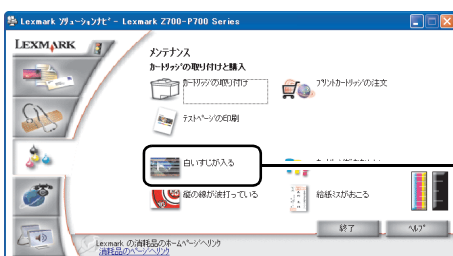 Lexmark ｿﾘｭｰｼｮﾝﾅﾋﾞ - Lexmark Z700-P700 Series
LEXMARK
メンテナンス
ｶｰﾄﾘｯｼﾞの取り付けと購入
ｶｰﾄﾘｯｼﾞの取り付け
ﾌﾟﾘﾝﾄｶｰﾄﾘｯｼﾞの注文
ﾃｽﾄﾍﾟｰｼﾞの印刷
白いすじが入る
縦の線が波打っている
給紙ミスがおこる
終了
ﾍﾙﾌﾟ
Lexmark の消耗品のﾎｰﾑﾍﾟｰｼﾞへﾘﾝｸ
消耗品のﾍﾟｰｼﾞへﾘﾝｸ